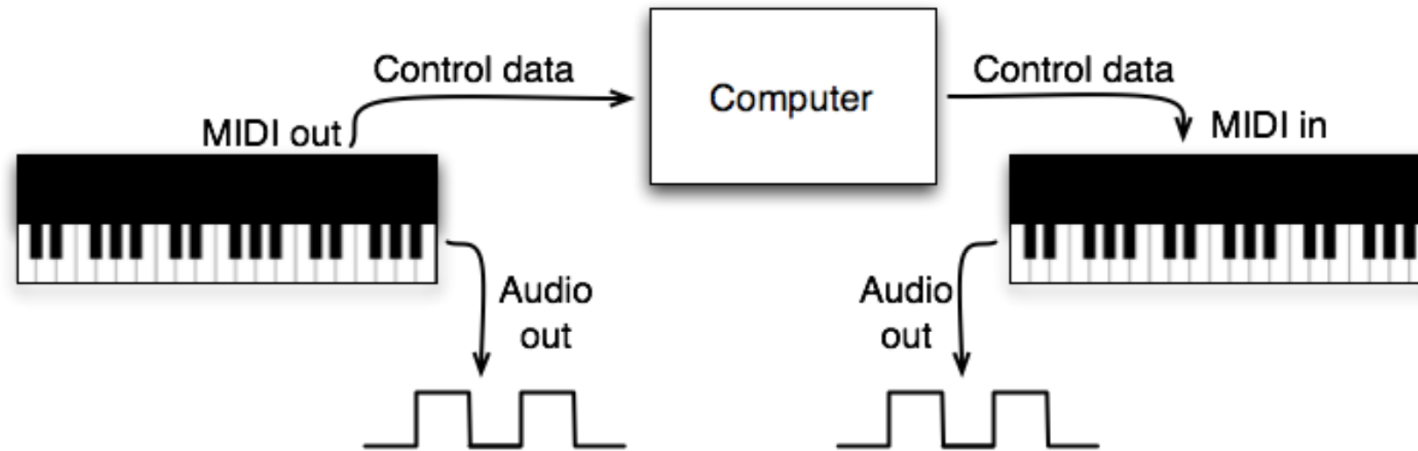 Control data
Computer
Control data
MIDI out
MIDI in
Audio
out
Audio
out